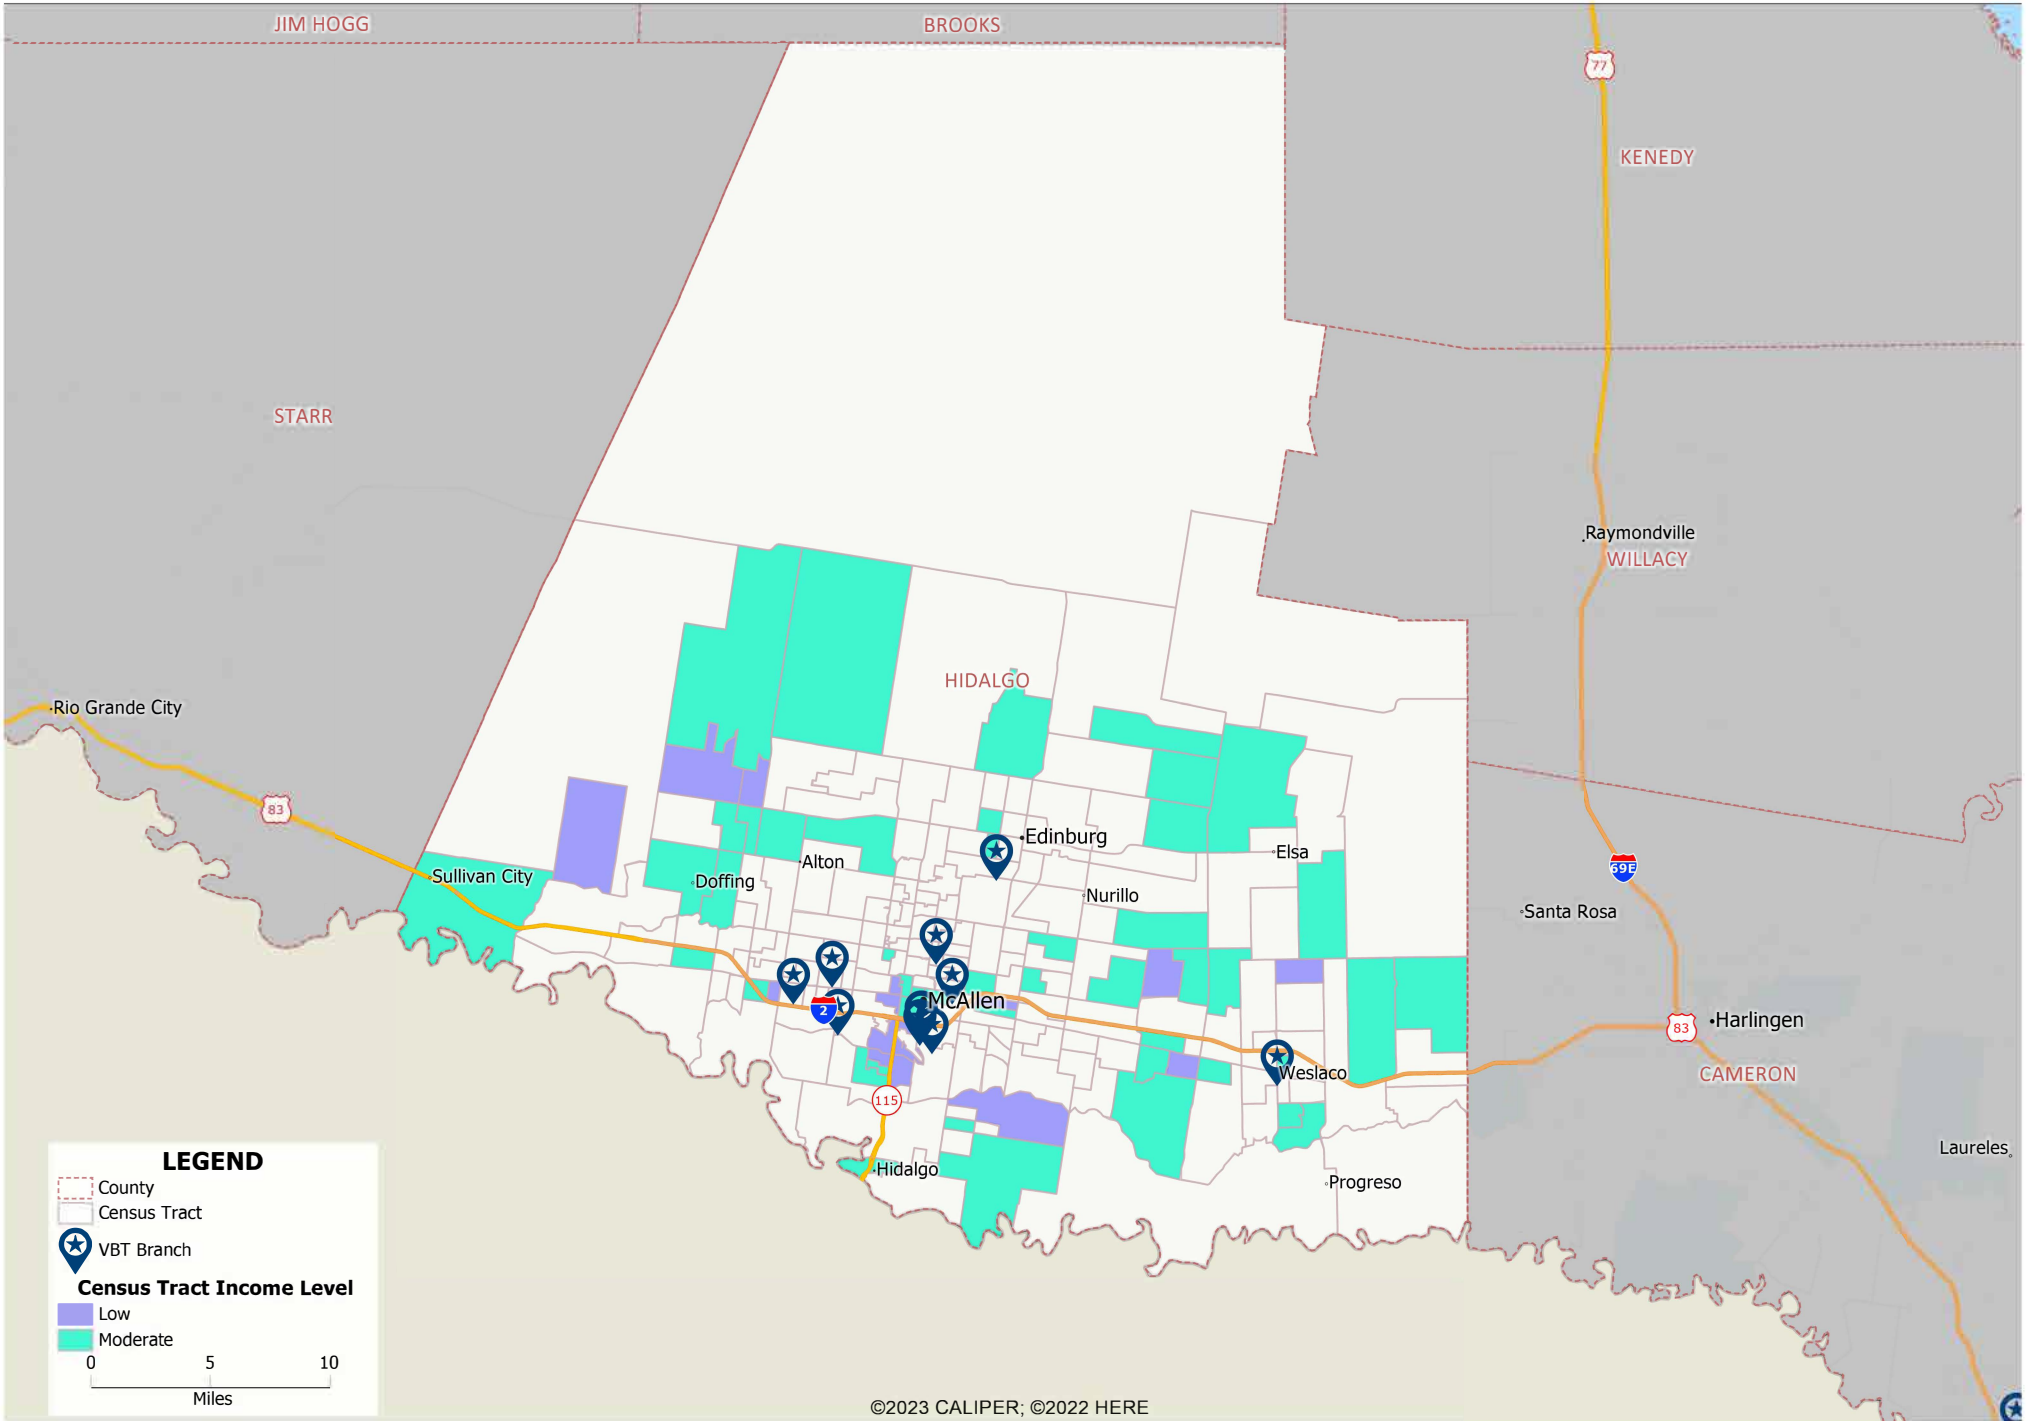 JIM HOGG
BROOKS
77
KENEDY
STARR
Raymondville
WILLACY
HIDALGO
Rio Grande City
83
Edinburg
Alton
Elsa
69E
Sullivan City
Doffing
Nurillo
Santa Rosa
McAllen
2
Harlingen
83
Weslaco
CAMERON
115
Laureles
Hidalgo
Progreso
LEGEND
County
Census Tract
VBT Branch
Census Tract Income Level
Low
Moderate
0 5 10
Miles
©2023 CALIPER; ©2022 HERE